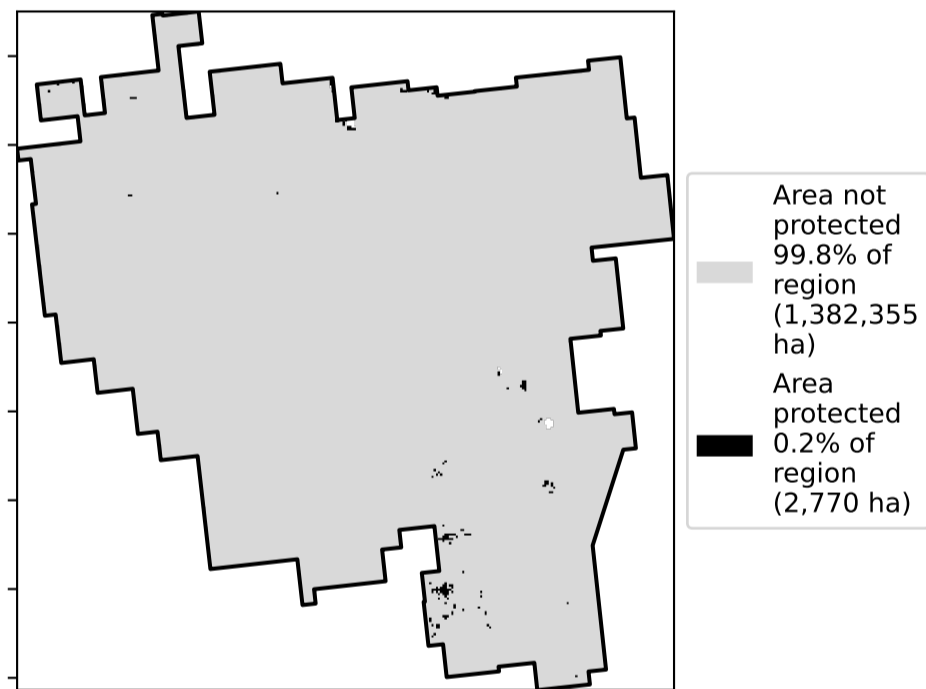 Area not
protected
99.8% of
region
(1,382,355
ha)
Area
protected
0.2% of
region
(2,770 ha)